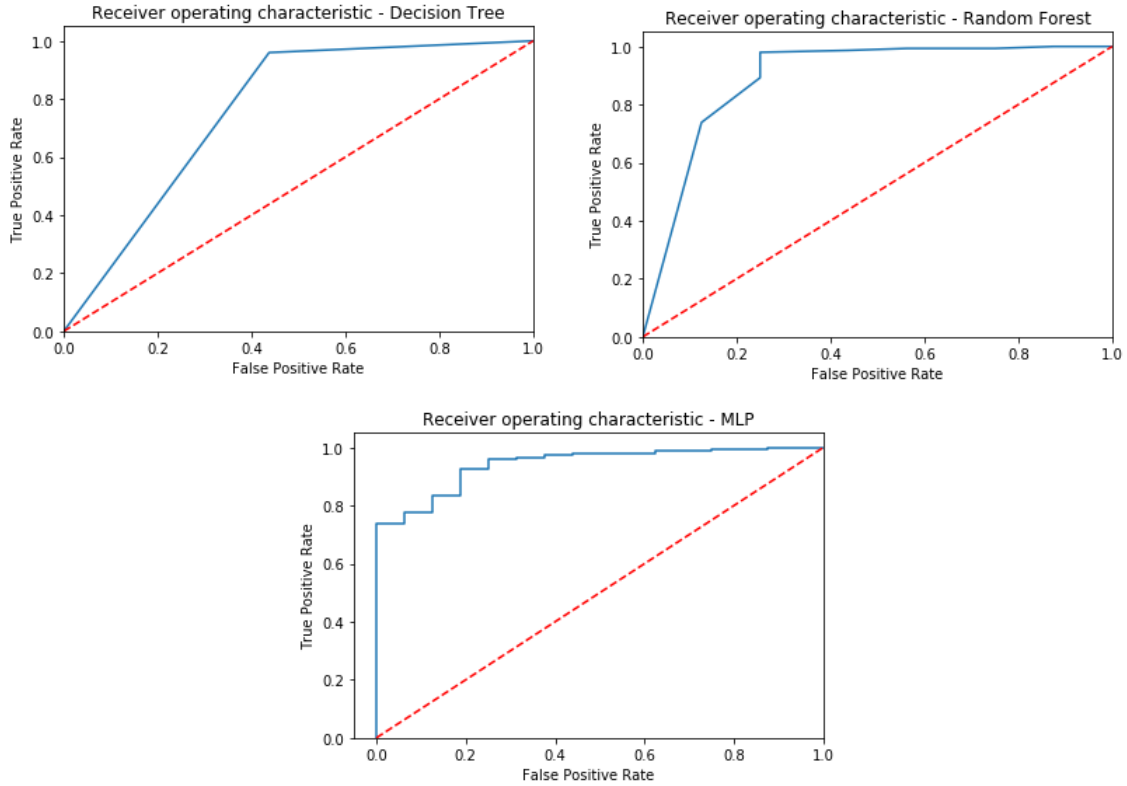 Receiver operating characteristic - Decision Tree
True Positive Rate
1.0
0.8
0.6
0.4
0.2
0.0
0.0 0.2 0.4 0.6 0.8 1.0
False Positive Rate
Receiver operating characteristic - Random Forest
True Positive Rate
1.0
0.8
0.6
0.4
0.2
0.0
0.0 0.2 0.4 0.6 0.8 1.0
False Positive Rate
Receiver operating characteristic - MLP
True Positive Rate
1.0
0.8
0.6
0.4
0.2
0.0
0.0 0.2 0.4 0.6 0.8 1.0
False Positive Rate